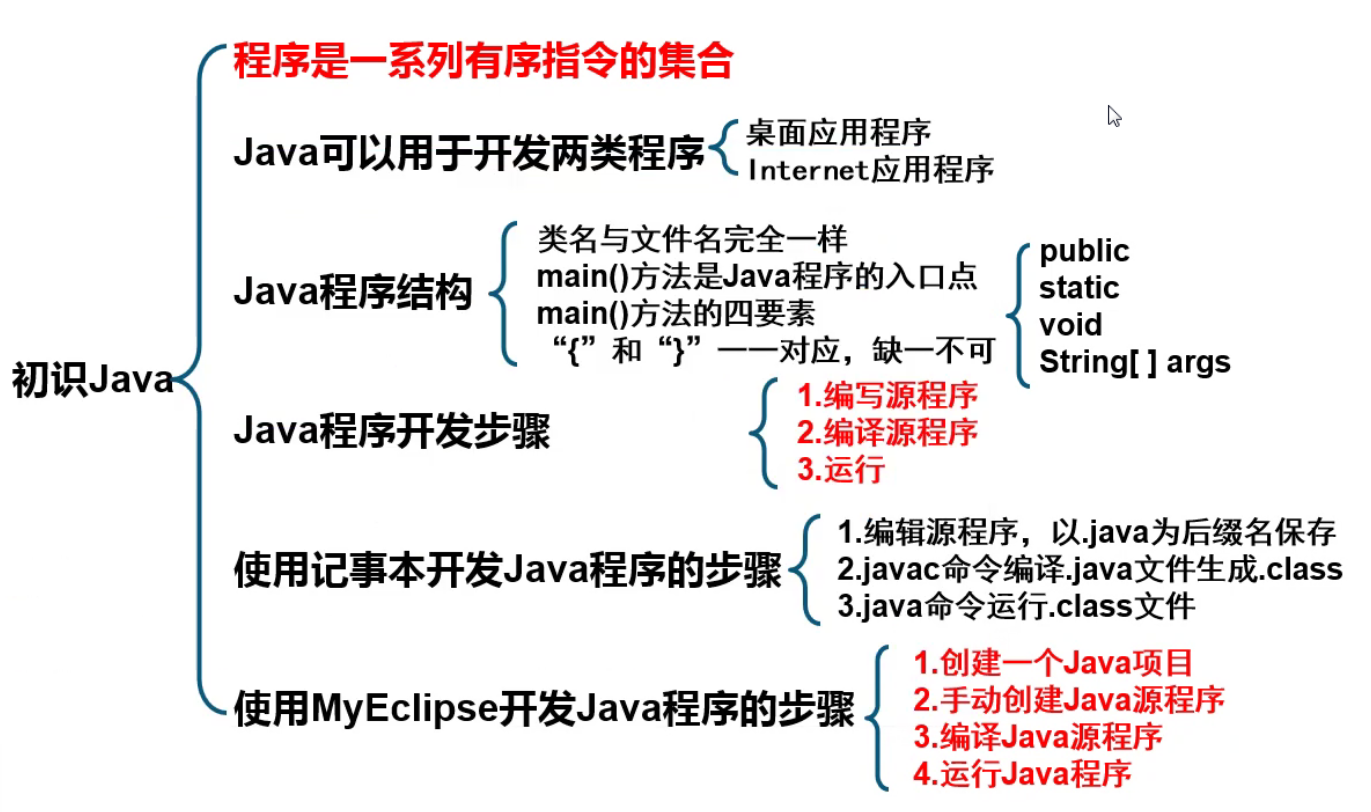 程序是一系列有序指令的集合
Java可以用于开发两类程序
桌面应用程序
Internet应用程序
Java程序结构
类名与文件名完全一样
main()方法是Java程序的入口点
main()方法的四要素
“{”和“}”一一对应，缺一不可
public
static
void
String[ ] args
初识Java
Java程序开发步骤
1.编写源程序
2.编译源程序
3.运行
使用记事本开发Java程序的步骤
1.编辑源程序，以.java为后缀名保存
2.javac命令编译.java文件生成.class
3.java命令运行.class文件
使用MyEclipse开发Java程序的步骤
1.创建一个Java项目
2.手动创建Java源程序
3.编译Java源程序
4.运行Java程序